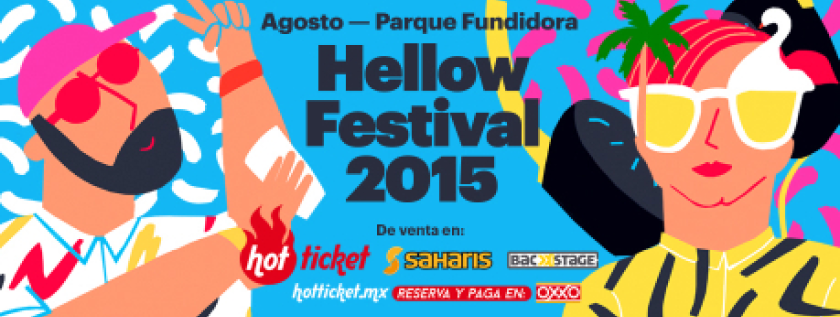 Agosto — Parque Fundidora
Hellow
Festival
2015
De venta en:
hot ticket SAHARIS BACKSTAGE
hotticket.mx RESERVA Y PAGA EN: OXXO